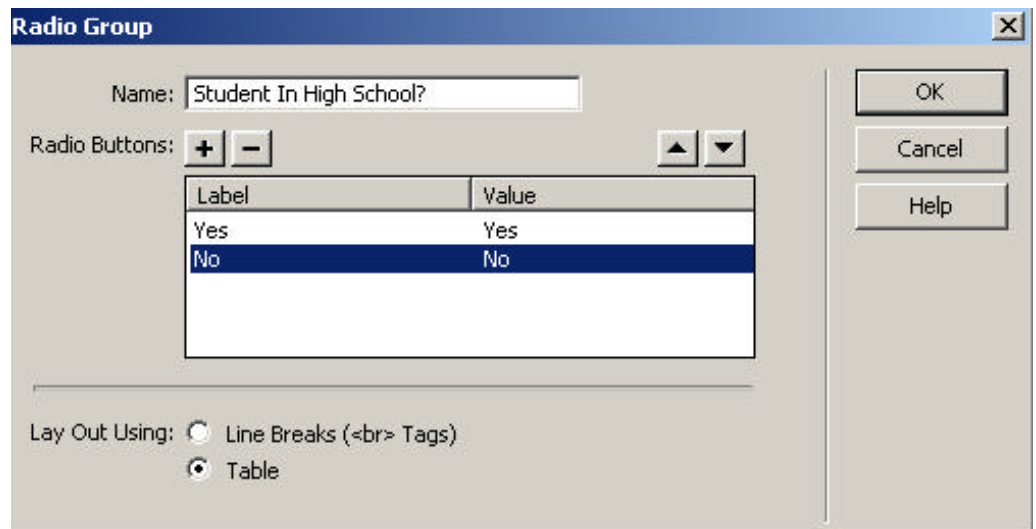 Radio Group
Name: Student In High School?
OK
Radio Buttons:
Cancel
Label Value
Help
Yes Yes
No No
Lay Out Using: Line Breaks (<br> Tags)
Table